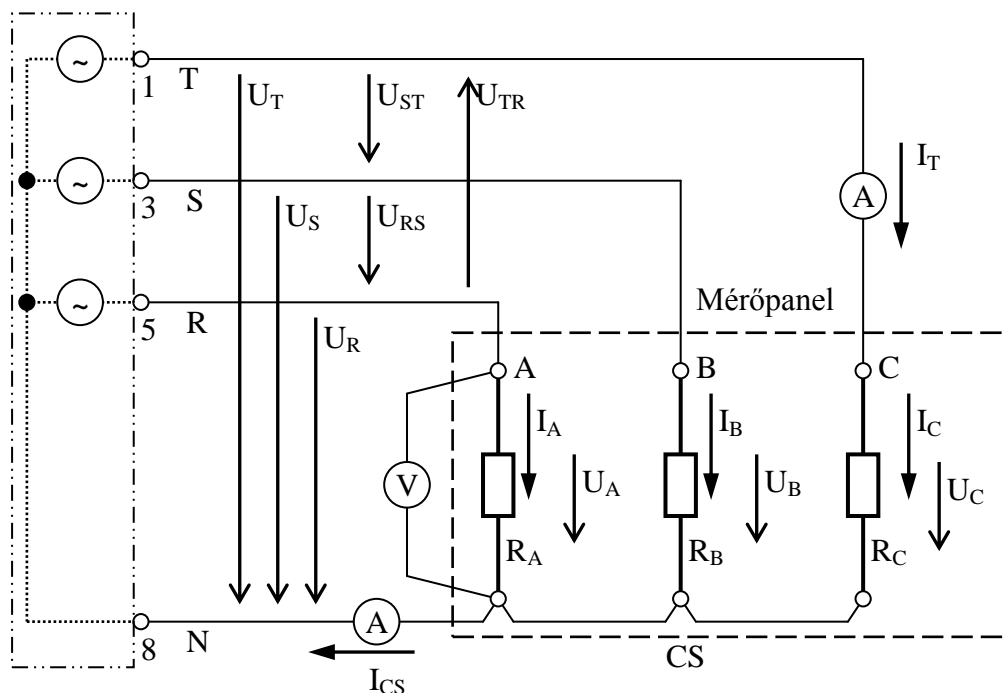 ~
1 T
U_T U_ST U_TR
I_T
~
3 S
A
U_S U_RS
~
5 R
Mérőpanel
U_R
A B C
I_A I_B I_C
V
U_A U_B U_C
R_A R_B R_C
8 N
A
CS
I_CS